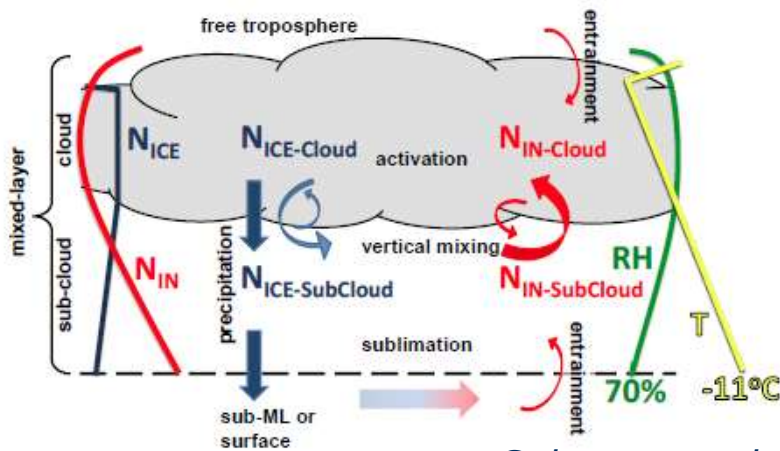 free troposphere
entrainment
mixed-layer
cloud
sub-cloud
N_ICE
N_ICE-Cloud
activation
N_IN-Cloud
N_IN
precipitation
vertical mixing
N_ICE-SubCloud
N_IN-SubCloud
RH
T
sublimation
entrainment
70%
-11°C
sub-ML or
surface